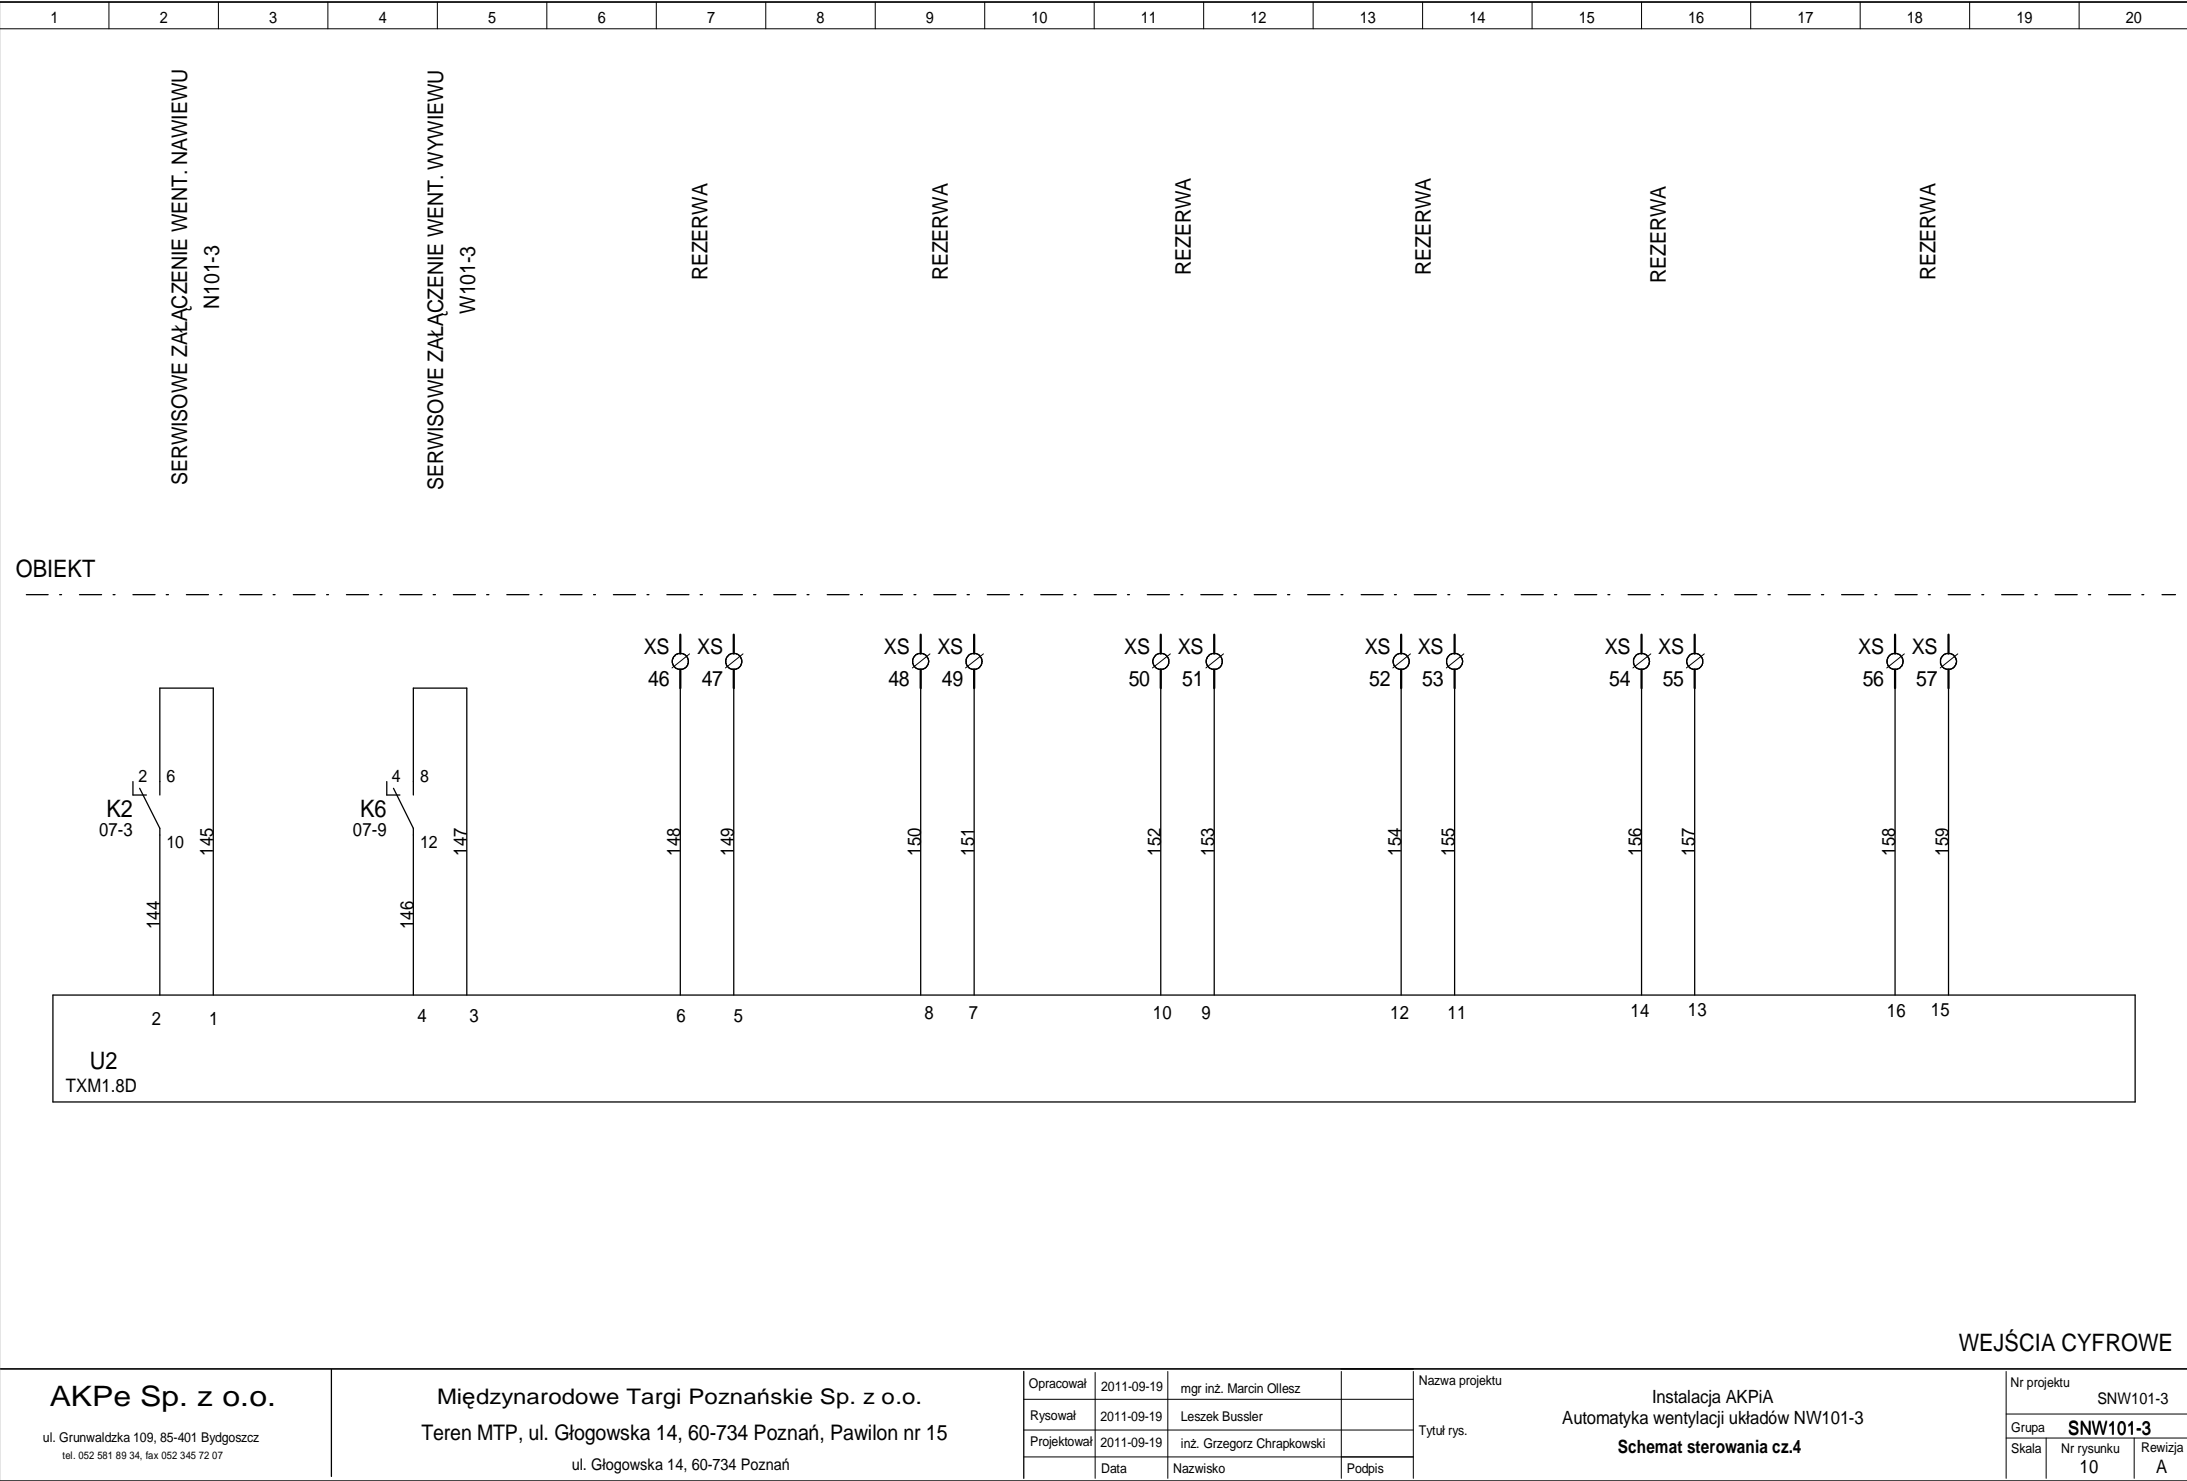 1 2 3 4 5 6 7 8 9 10 11 12 13 14 15 16 17 18 19 20
SERWISOWE ZAŁĄCZENIE WENT. NAWIEWU
N101-3
SERWISOWE ZAŁĄCZENIE WENT. WYWIEWU
W101-3
REZERWA
REZERWA
REZERWA
REZERWA
REZERWA
REZERWA
OBIEKT
XS XS XS XS XS XS XS XS XS XS XS XS
46 47 48 49 50 51 52 53 54 55 56 57
2 6 4 8
K2 K6
07-3 07-9
10 145 12 147 148 149 150 151 152 153 154 155 156 157 158 159
144 146
2 1 4 3 6 5 8 7 10 9 12 11 14 13 16 15
U2
TXM1.8D
WEJŚCIA CYFROWE
AKPe Sp. z o.o.
ul. Grunwaldzka 109, 85-401 Bydgoszcz
tel. 052 581 89 34, fax 052 345 72 07
Międzynarodowe Targi Poznańskie Sp. z o.o.
Teren MTP, ul. Głogowska 14, 60-734 Poznań, Pawilon nr 15
ul. Głogowska 14, 60-734 Poznań
Opracował 2011-09-19 mgr inż. Marcin Ollesz
Rysował 2011-09-19 Leszek Bussler
Projektował 2011-09-19 inż. Grzegorz Chrapkowski
Data Nazwisko Podpis
Nazwa projektu
Instalacja AKPiA
Automatyka wentylacji układów NW101-3
Tytuł rys.
Schemat sterowania cz.4
Nr projektu
SNW101-3
Grupa SNW101-3
Skala Nr rysunku Rewizja
10 A